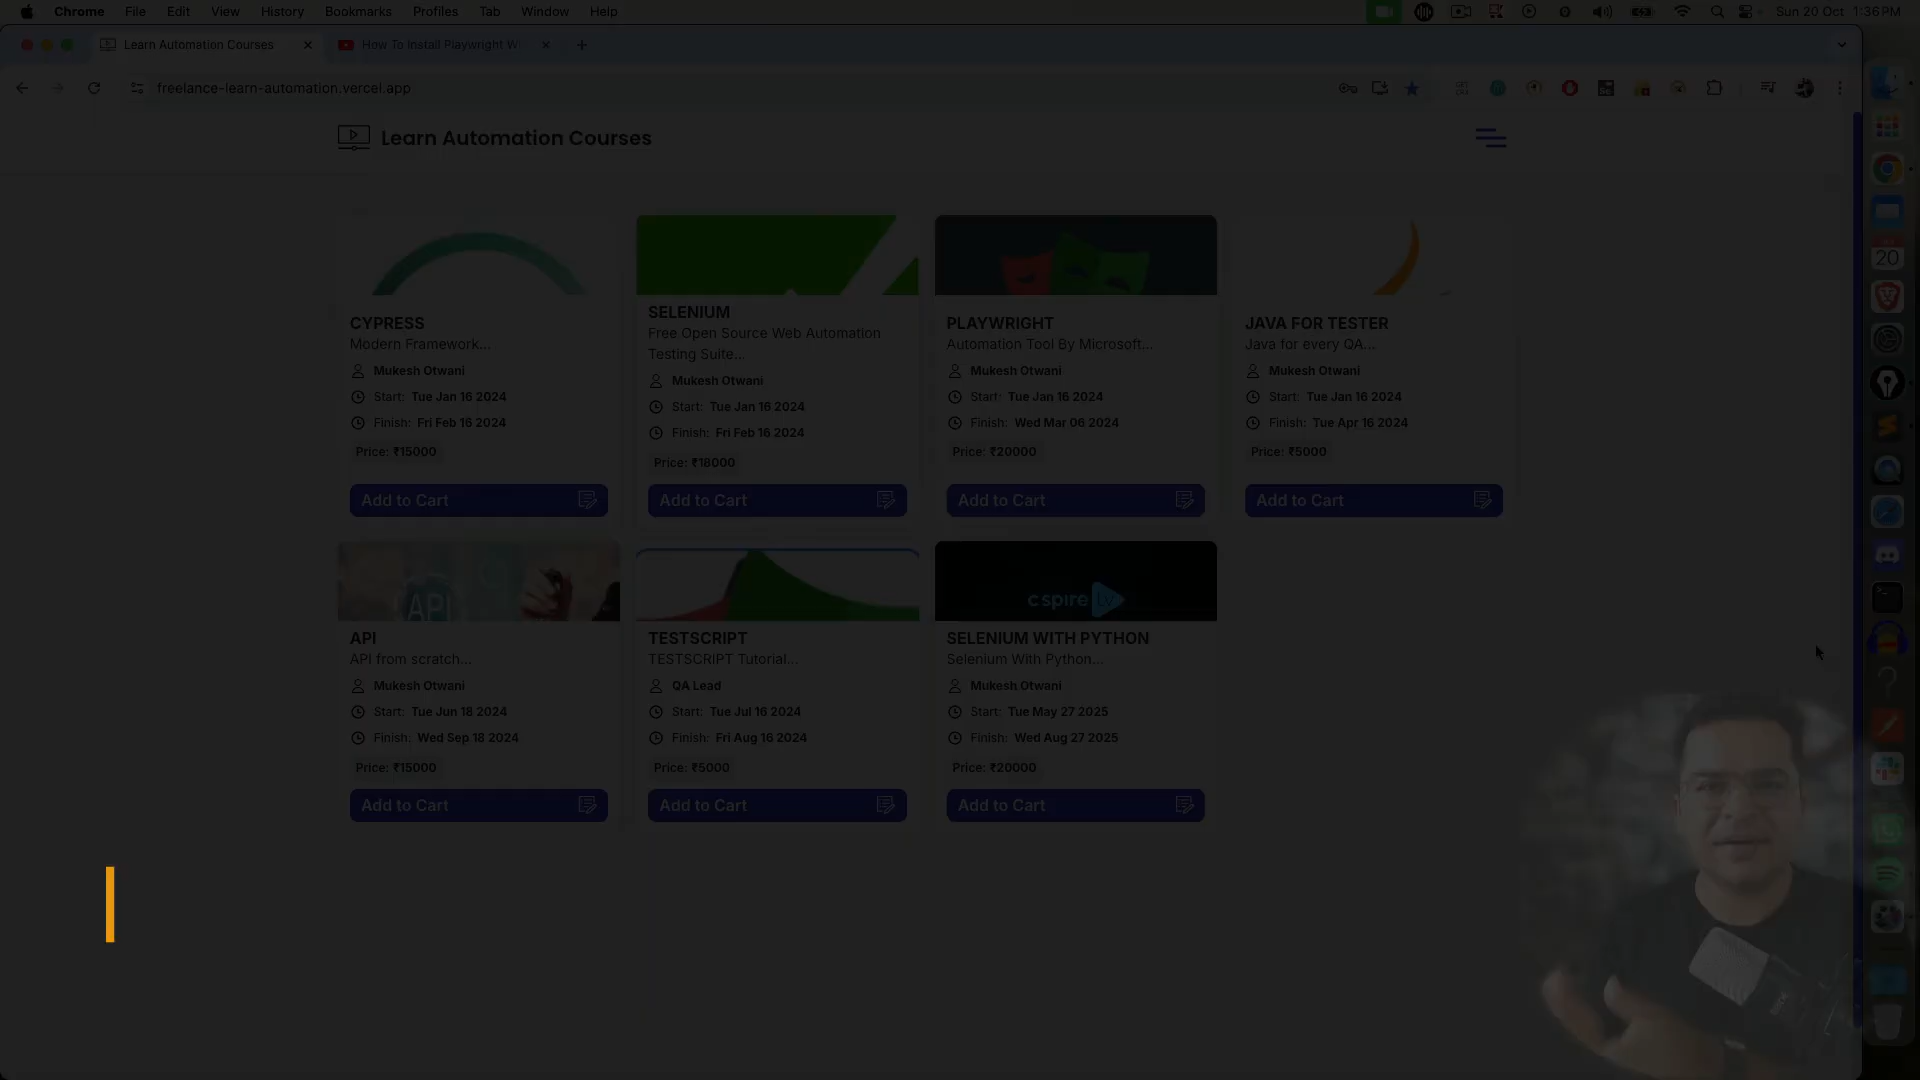 Chrome File Edit View History Bookmarks Profiles Tab Window Help
Sun 20 Oct 1:36 PM
Learn Automation Courses
How To Install Playwright W
freelance-learn-automation.vercel.app
Learn Automation Courses
20
CYPRESS
Modern Framework...
Mukesh Otwani
Start: Tue Jan 16 2024
Finish: Fri Feb 16 2024
Price: ₹15000
Add to Cart
SELENIUM
Free Open Source Web Automation
Testing Suite...
Mukesh Otwani
Start: Tue Jan 16 2024
Finish: Fri Feb 16 2024
Price: ₹18000
Add to Cart
PLAYWRIGHT
Automation Tool By Microsoft...
Mukesh Otwani
Start: Tue Jan 16 2024
Finish: Wed Mar 06 2024
Price: ₹20000
Add to Cart
JAVA FOR TESTER
Java for every QA...
Mukesh Otwani
Start: Tue Jan 16 2024
Finish: Tue Apr 16 2024
Price: ₹5000
Add to Cart
API
API
API from scratch...
Mukesh Otwani
Start: Tue Jun 18 2024
Finish: Wed Sep 18 2024
Price: ₹15000
Add to Cart
TESTSCRIPT
TESTSCRIPT Tutorial...
QA Lead
Start: Tue Jul 16 2024
Finish: Fri Aug 16 2024
Price: ₹5000
Add to Cart
c spire tv
SELENIUM WITH PYTHON
Selenium With Python...
Mukesh Otwani
Start: Tue May 27 2025
Finish: Wed Aug 27 2025
Price: ₹20000
Add to Cart